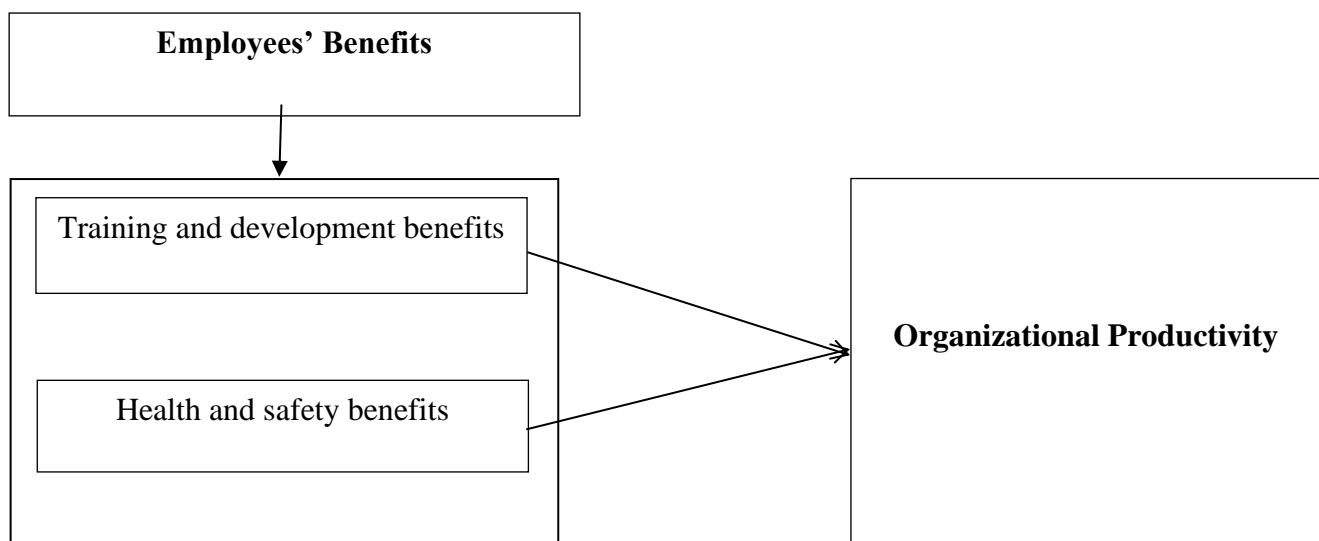 Employees’ Benefits
Training and development benefits
Organizational Productivity
Health and safety benefits